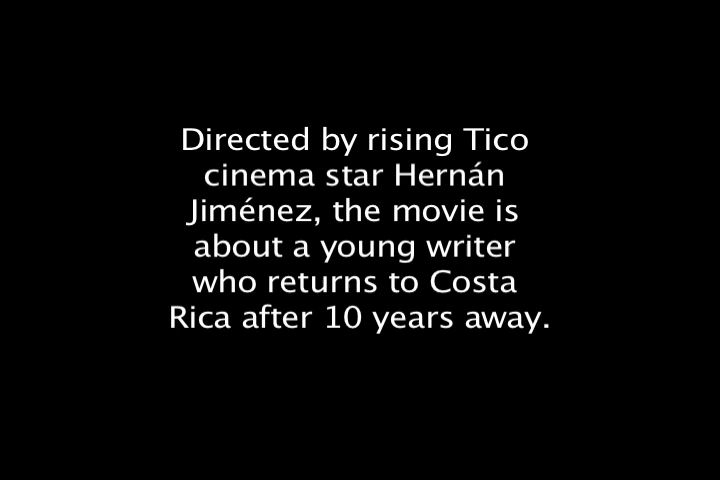 Directed by rising Tico
cinema star Hernán
Jiménez, the movie is
about a young writer
who returns to Costa
Rica after 10 years away.